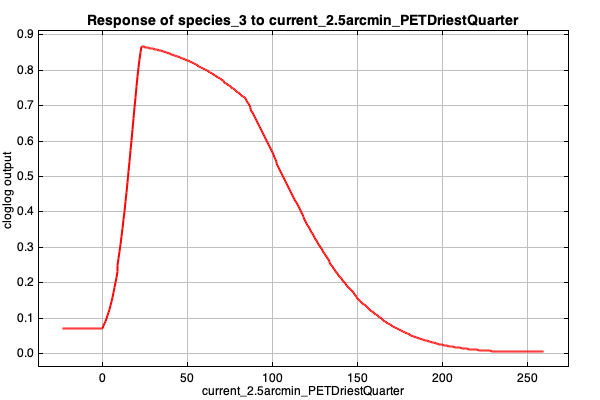 Response of species_3 to current_2.5arcmin_PETDriestQuarter
0.9
0.8
0.7
0.6
0.5
0.4
0.3
0.2
0.1
0.0
cloglog output
0 50 100 150 200 250
current_2.5arcmin_PETDriestQuarter